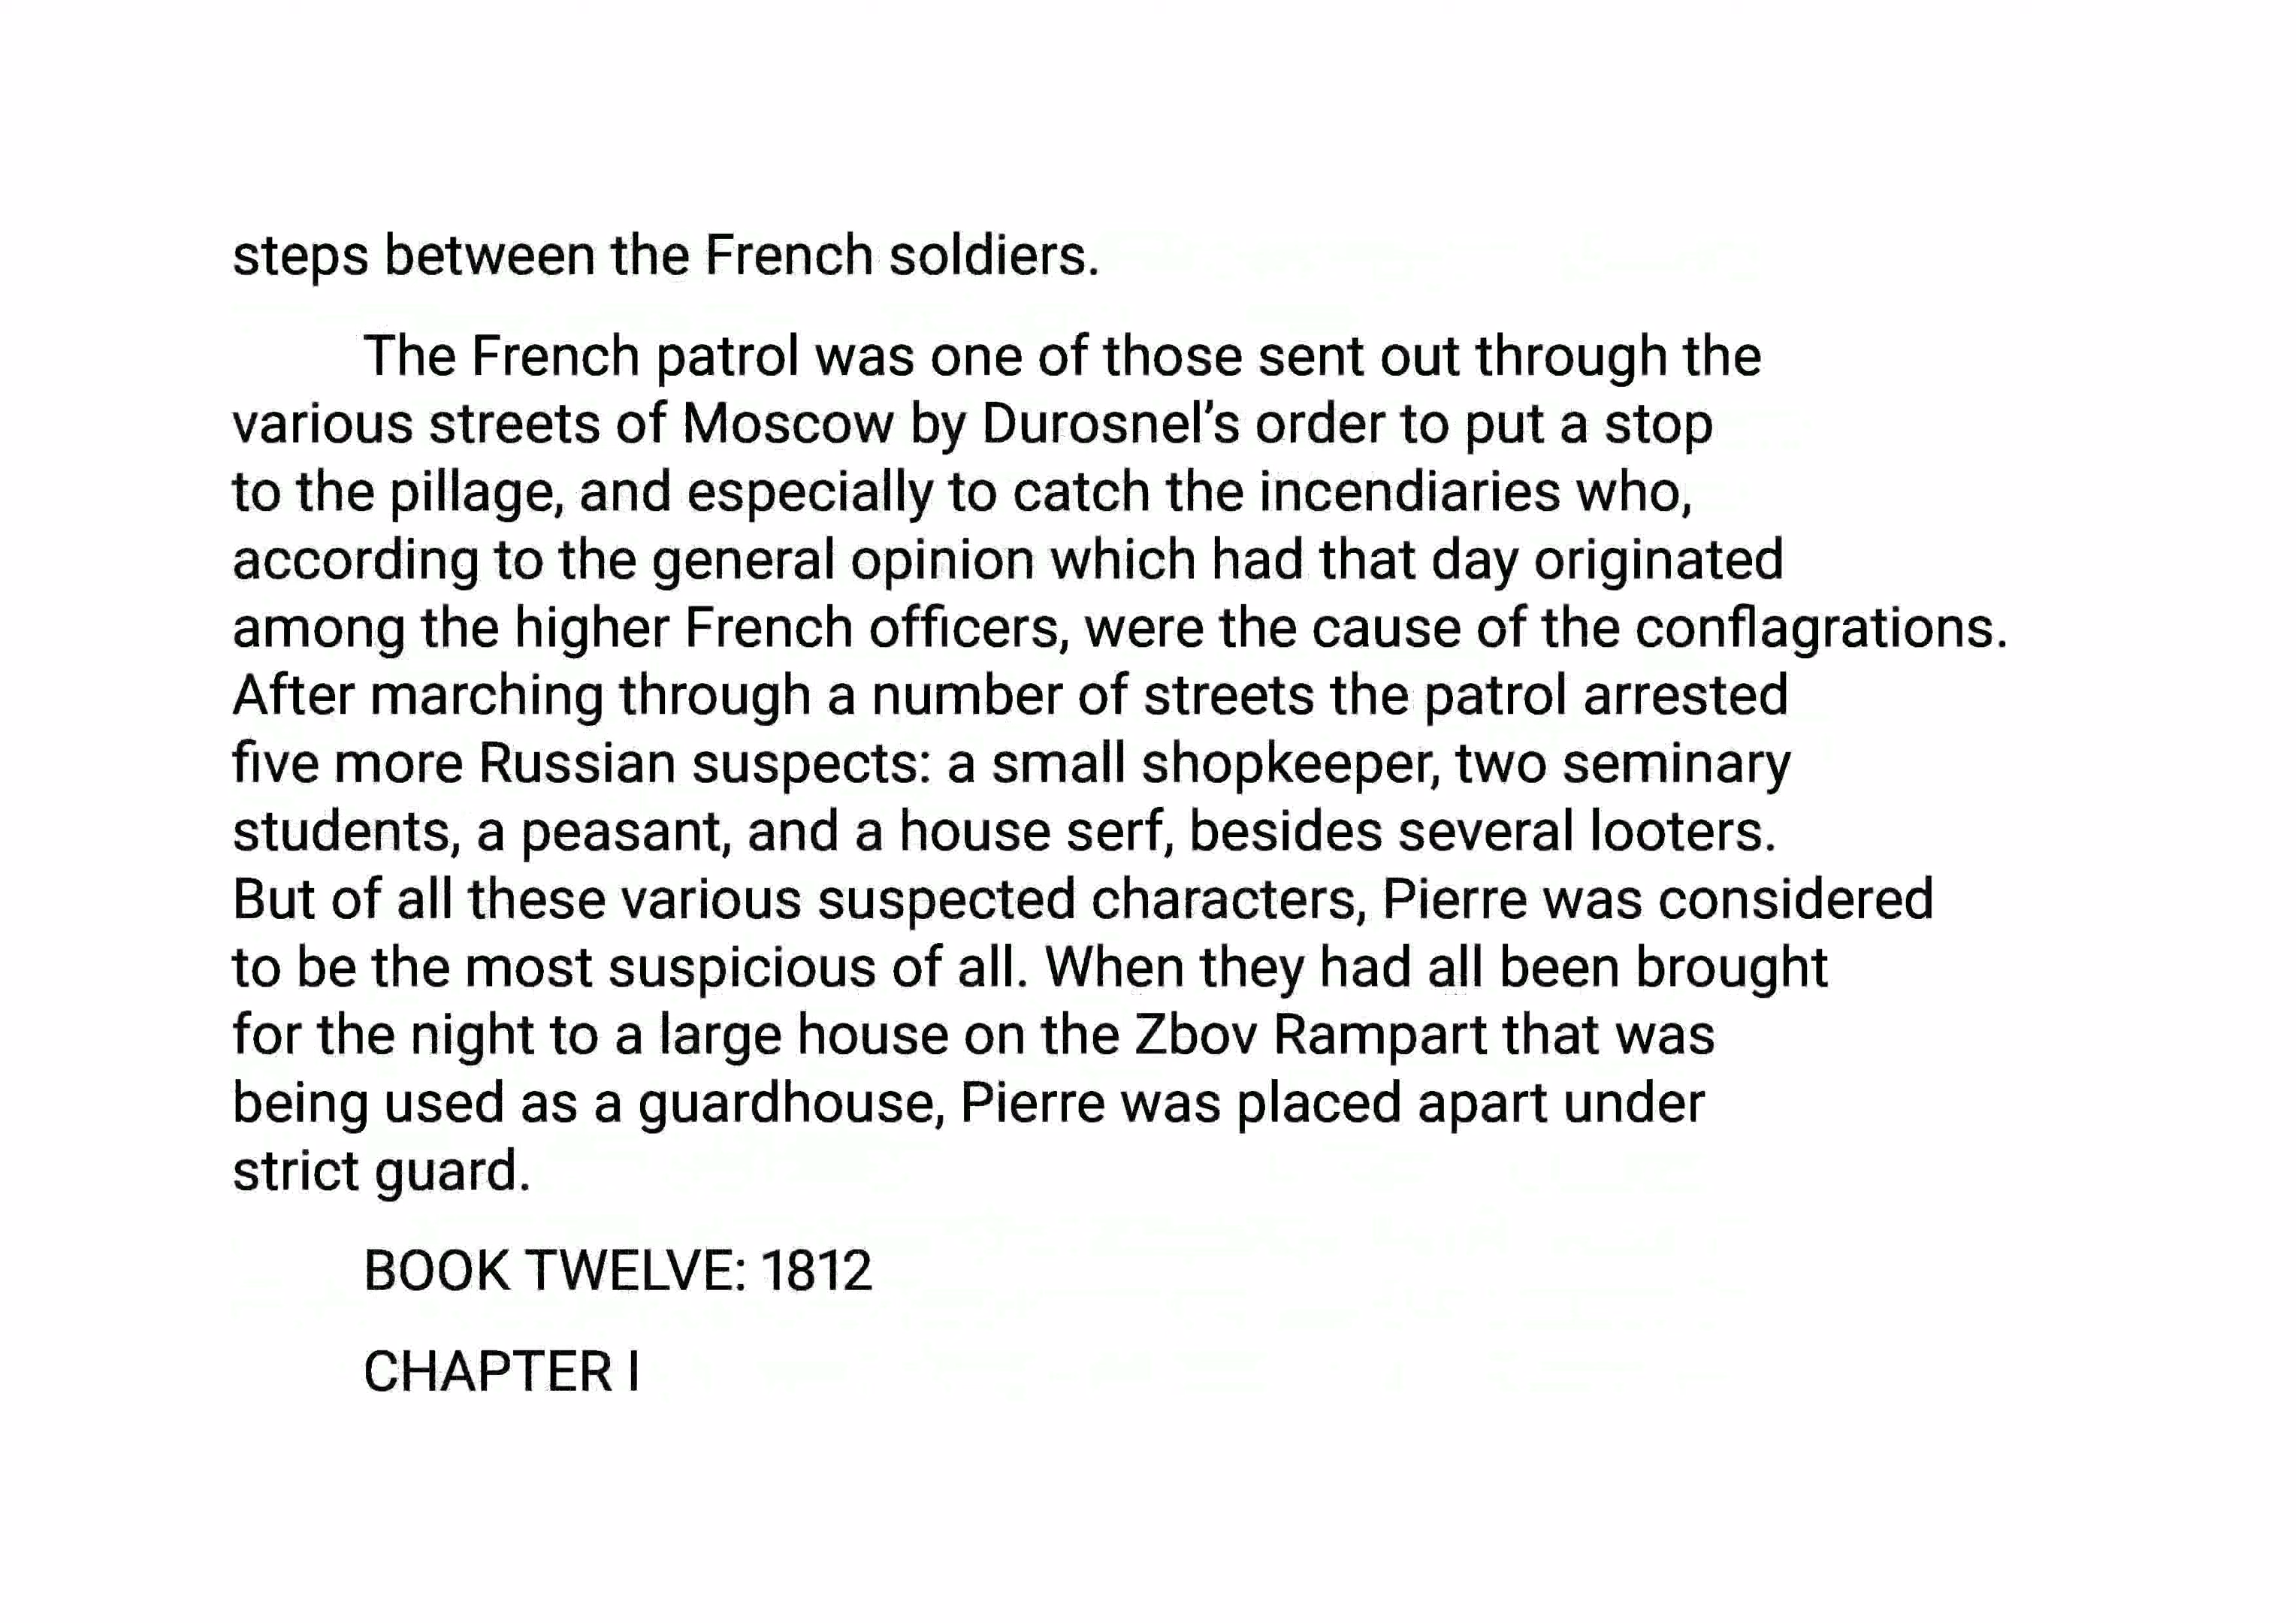 steps between the French soldiers.
The French patrol was one of those sent out through the
various streets of Moscow by Durosnel’s order to put a stop
to the pillage, and especially to catch the incendiaries who,
according to the general opinion which had that day originated
among the higher French officers, were the cause of the conflagrations.
After marching through a number of streets the patrol arrested
five more Russian suspects: a small shopkeeper, two seminary
students, a peasant, and a house serf, besides several looters.
But of all these various suspected characters, Pierre was considered
to be the most suspicious of all. When they had all been brought
for the night to a large house on the Zbov Rampart that was
being used as a guardhouse, Pierre was placed apart under
strict guard.
BOOK TWELVE: 1812
CHAPTER I